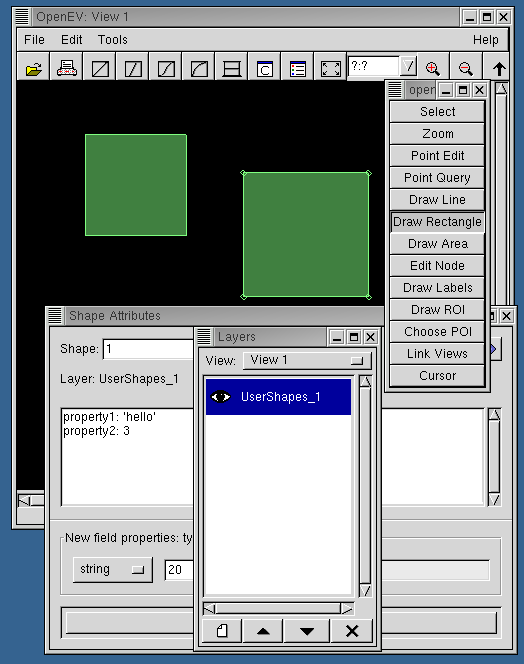 OpenEV: View 1
File Edit Tools Help
C ?:?
open
Select
Zoom
Point Edit
Point Query
Draw Line
Draw Rectangle
Draw Area
Edit Node
Draw Labels
Draw ROI
Choose POI
Link Views
Cursor
Shape Attributes
Shape: 1
Layer: UserShapes_1
property1: 'hello'
property2: 3
New field properties: ty
string 20
Layers
View: View 1
UserShapes_1